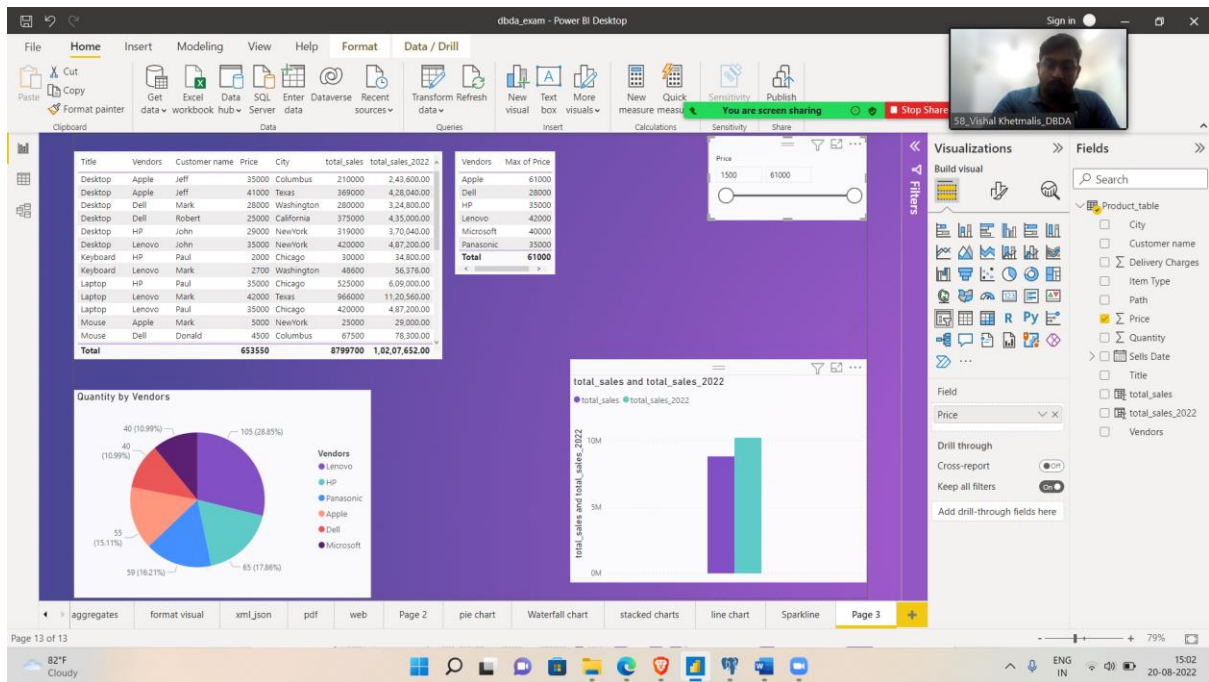 dbda_exam - Power BI Desktop
Sign in
File Home Insert Modeling View Help Format Data / Drill
Paste
Cut
Copy
Format painter
Clipboard
Get data
Excel workbook
Data hub
SQL Server
Enter data
Dataverse
Recent sources
Data
Transform data
Refresh
Queries
New visual
Text box
More visuals
Insert
New measure
Quick measu
Calculations
Sensitivity
Sensitivity
Publish
Share
You are screen sharing
Stop Share
58_Vishal Khetmalis_DBDA
Title Vendors Customer name Price City total_sales total_sales_2022
Desktop Apple Jeff 35000 Columbus 210000 2,43,600.00
Desktop Apple Jeff 41000 Texas 369000 4,28,040.00
Desktop Dell Mark 28000 Washington 280000 3,24,800.00
Desktop Dell Robert 25000 California 375000 4,35,000.00
Desktop HP John 29000 NewYork 319000 3,70,040.00
Desktop Lenovo John 35000 NewYork 420000 4,87,200.00
Keyboard HP Paul 2000 Chicago 30000 34,800.00
Keyboard Lenovo Mark 2700 Washington 48600 56,376.00
Laptop HP Paul 35000 Chicago 525000 6,09,000.00
Laptop Lenovo Mark 42000 Texas 966000 11,20,560.00
Laptop Lenovo Paul 35000 Chicago 420000 4,87,200.00
Mouse Apple Mark 5000 NewYork 25000 29,000.00
Mouse Dell Donald 4500 Columbus 67500 78,300.00
Total 653550 8799700 1,02,07,652.00
Vendors Max of Price
Apple 61000
Dell 28000
HP 35000
Lenovo 42000
Microsoft 40000
Panasonic 35000
Total 61000
Price
1500 61000
Quantity by Vendors
40 (10.99%)
105 (28.85%)
40
(10.99%)
55
(15.11%)
59 (16.21%)
65 (17.86%)
Vendors
Lenovo
HP
Panasonic
Apple
Dell
Microsoft
total_sales and total_sales_2022
total_sales total_sales_2022
total_sales and total_sales_2022
10M
5M
0M
Filters
Visualizations
Build visual
R Py
123
Field
Price
Drill through
Cross-report
Off
Keep all filters
On
Add drill-through fields here
Fields
Search
Product_table
City
Customer name
Delivery Charges
Item Type
Path
Price
Quantity
Sells Date
Title
total_sales
total_sales_2022
Vendors
aggregates format visual xml_json pdf web Page 2 pie chart Waterfall chart stacked charts line chart Sparkline Page 3
Page 13 of 13
79%
82°F
Cloudy
ENG
IN
15:02
20-08-2022